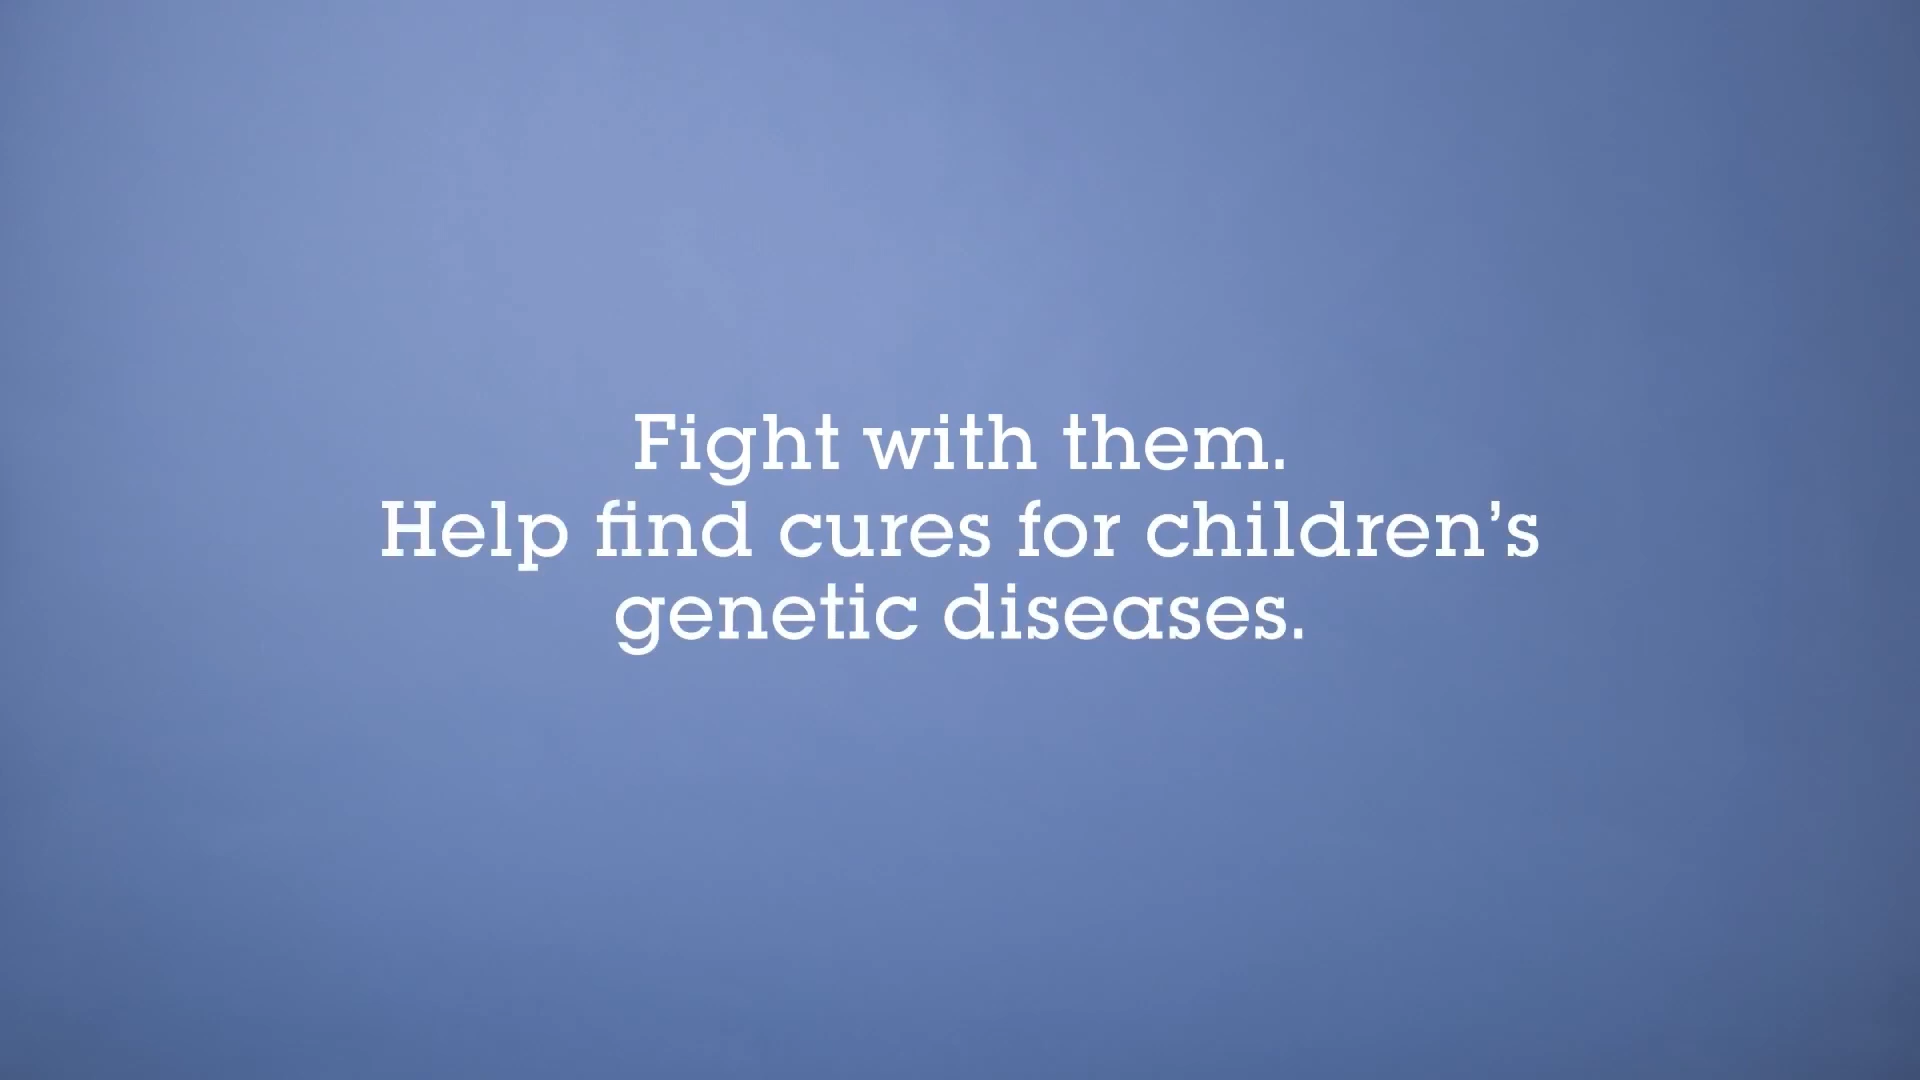 Fight with them.
Help find cures for children’s
genetic diseases.